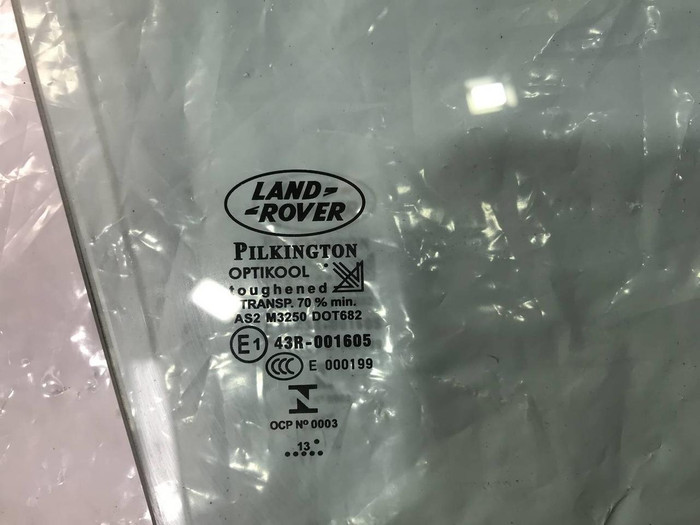 LAND-
-ROVER
PILKINGTON
OPTIKOOL
toughened
TRANSP. 70 % min.
AS2 M3250 DOT682
E1 43R-001605
CCC E 000199
OCP Nº 0003
13